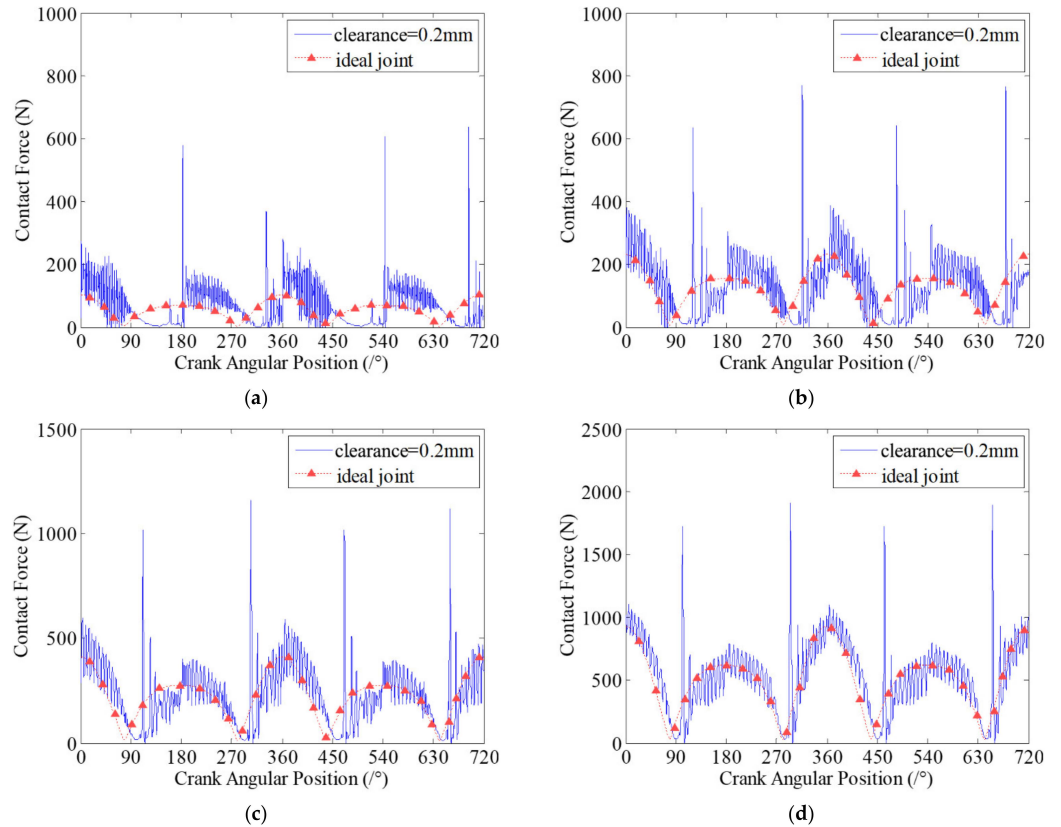 1000
800
600
400
200
0
Contact Force (N)
clearance=0.2mm
ideal joint
0 90 180 270 360 450 540 630 720
Crank Angular Position (/°)
(a)
1000
800
600
400
200
0
Contact Force (N)
clearance=0.2mm
ideal joint
0 90 180 270 360 450 540 630 720
Crank Angular Position (/°)
(b)
1500
1000
500
0
Contact Force (N)
clearance=0.2mm
ideal joint
0 90 180 270 360 450 540 630 720
Crank Angular Position (/°)
(c)
2500
2000
1500
1000
500
0
Contact Force (N)
clearance=0.2mm
ideal joint
0 90 180 270 360 450 540 630 720
Crank Angular Position (/°)
(d)